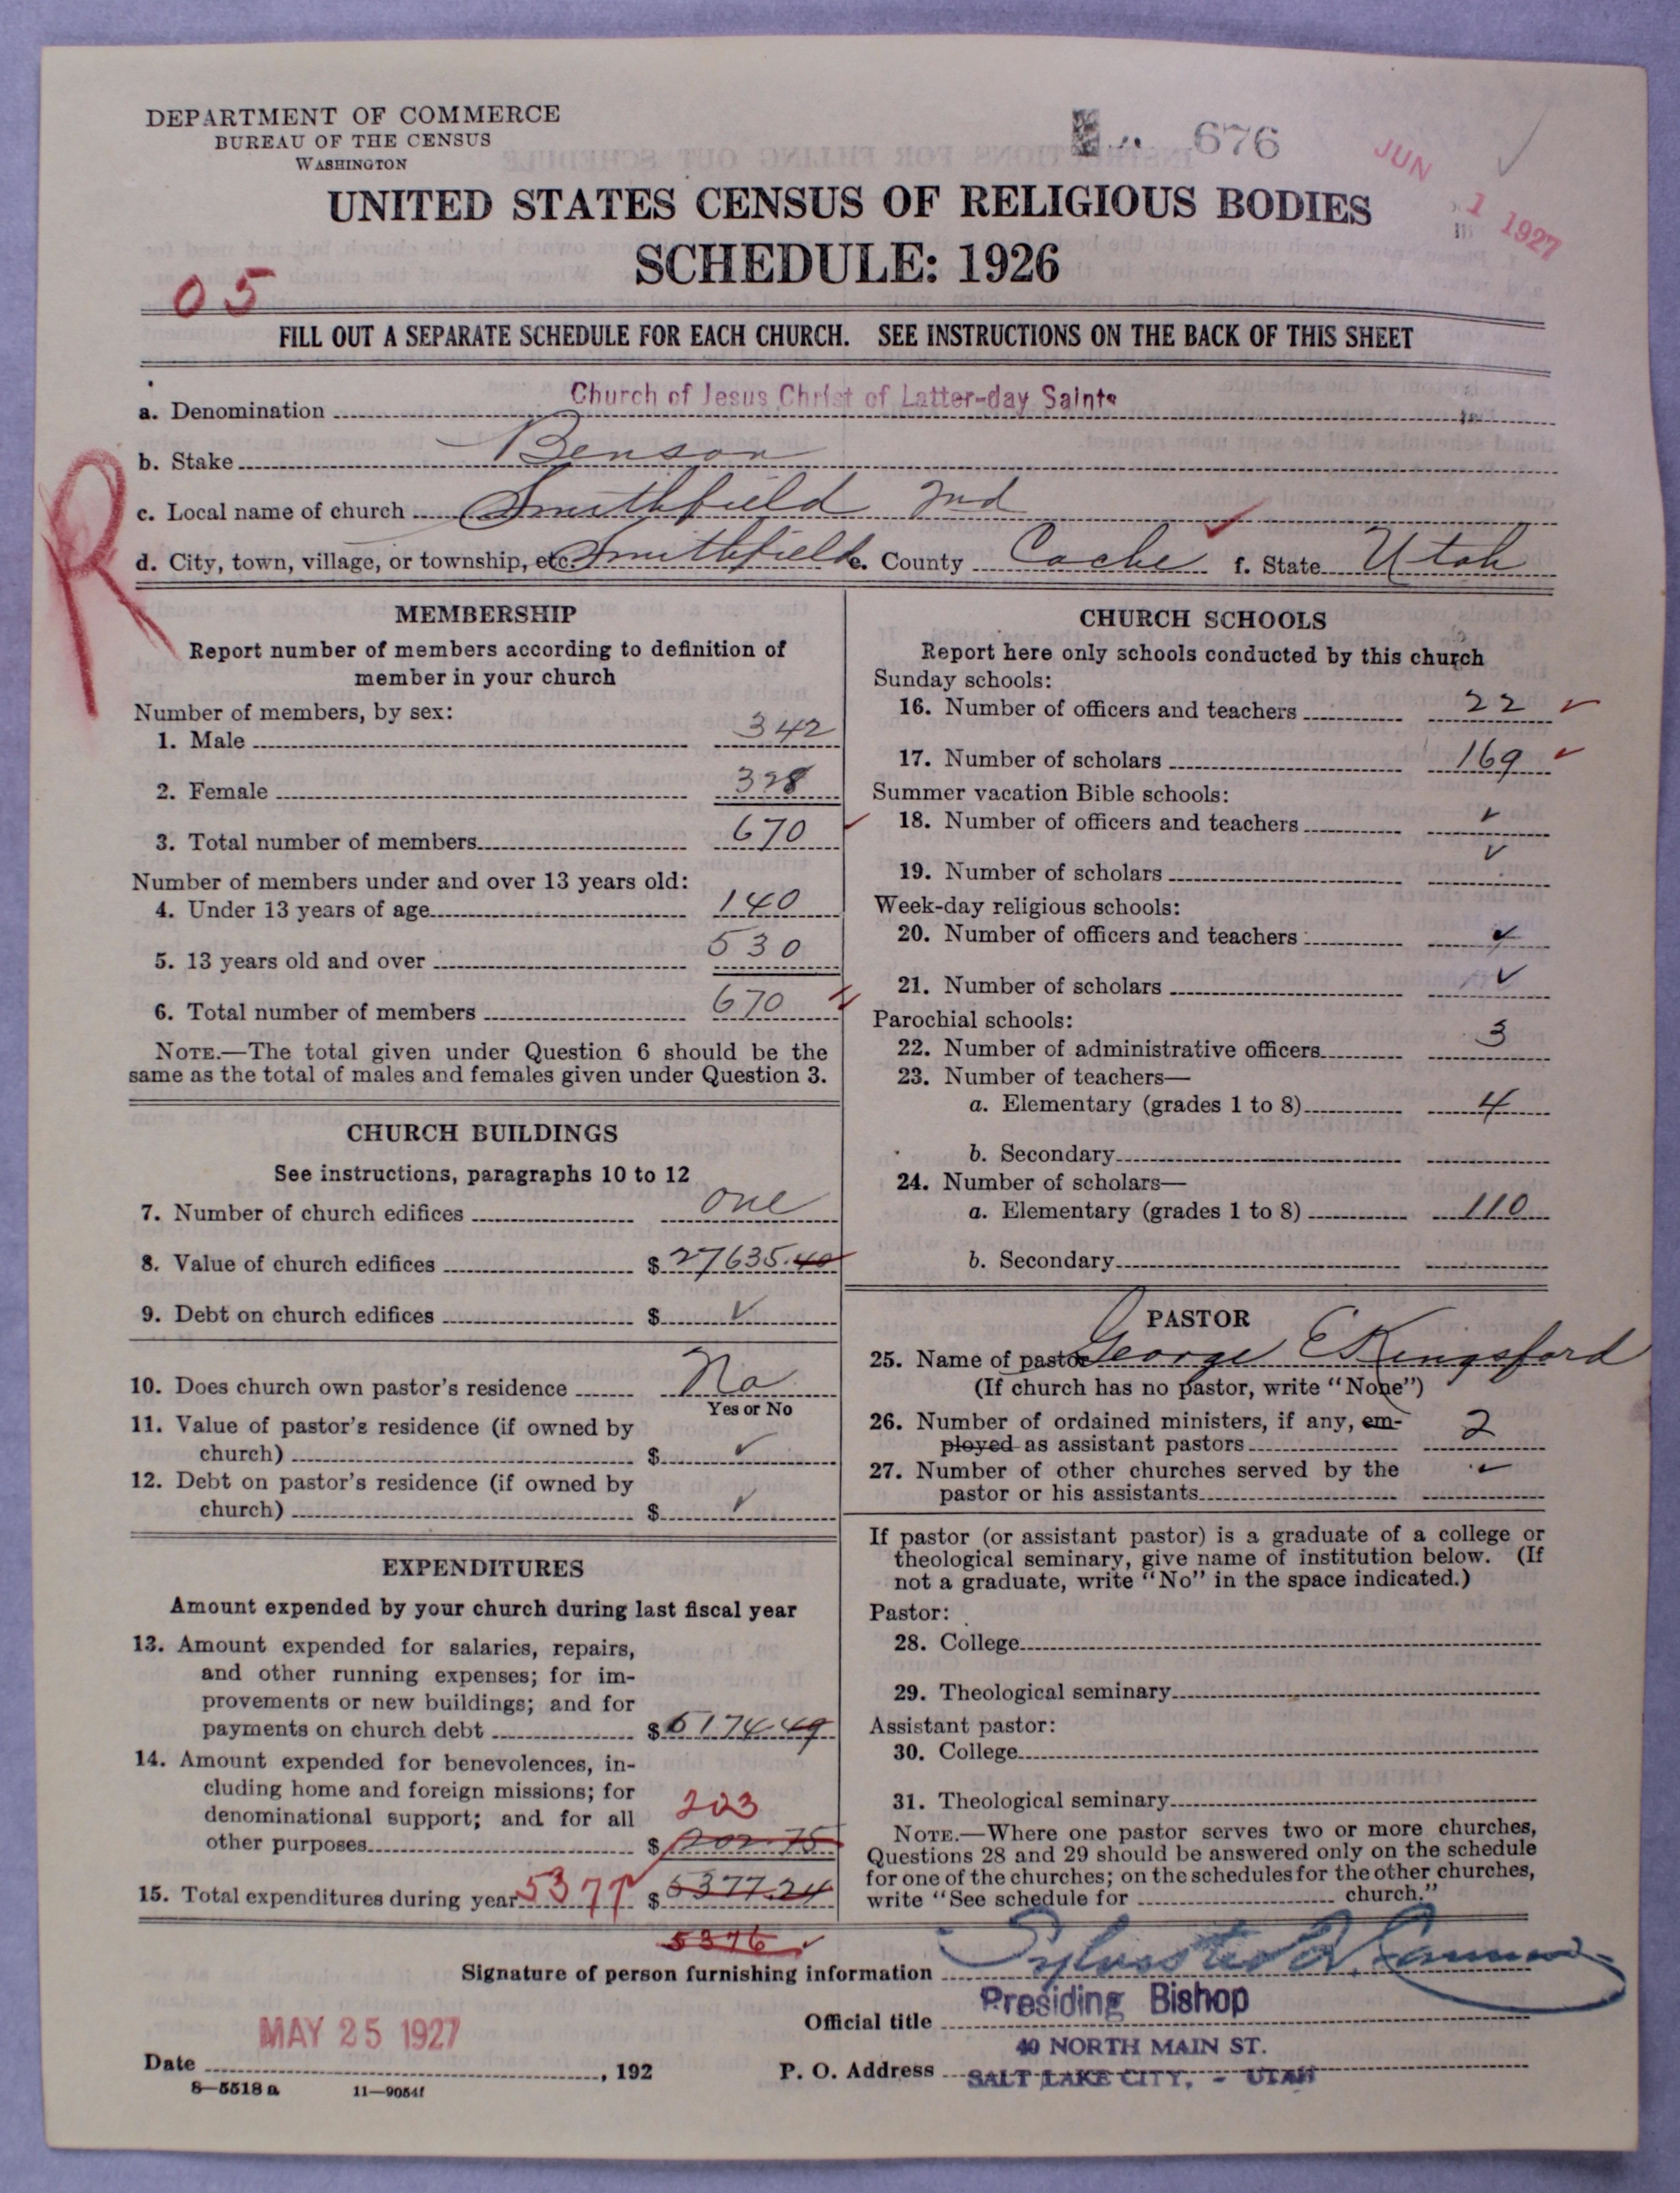 DEPARTMENT OF COMMERCE
BUREAU OF THE CENSUS
WASHINGTON
676
JUN 1 1927
UNITED STATES CENSUS OF RELIGIOUS BODIES
SCHEDULE: 1926
05
FILL OUT A SEPARATE SCHEDULE FOR EACH CHURCH. SEE INSTRUCTIONS ON THE BACK OF THIS SHEET
a. Denomination Church of Jesus Christ of Latter-day Saints
b. Stake Benson
c. Local name of church Smithfield 2nd
d. City, town, village, or township, etc. Smithfield e. County Cache f. State Utah
R
MEMBERSHIP
Report number of members according to definition of
member in your church
Number of members, by sex:
1. Male 342
2. Female 328
3. Total number of members 670
Number of members under and over 13 years old:
4. Under 13 years of age 140
5. 13 years old and over 530
6. Total number of members 670
NOTE.—The total given under Question 6 should be the
same as the total of males and females given under Question 3.
CHURCH BUILDINGS
See instructions, paragraphs 10 to 12
7. Number of church edifices one
8. Value of church edifices $ 27635.40
9. Debt on church edifices $ ✓
10. Does church own pastor's residence No
Yes or No
11. Value of pastor's residence (if owned by
church) $ ✓
12. Debt on pastor's residence (if owned by
church) $ ✓
EXPENDITURES
Amount expended by your church during last fiscal year
13. Amount expended for salaries, repairs,
and other running expenses; for im-
provements or new buildings; and for
payments on church debt $ 5174.49
14. Amount expended for benevolences, in-
cluding home and foreign missions; for
denominational support; and for all 203
other purposes $ 202.75
15. Total expenditures during year 5377 $ 5377.24
5376
CHURCH SCHOOLS
Report here only schools conducted by this church
Sunday schools:
16. Number of officers and teachers 22 ✓
17. Number of scholars 169 ✓
Summer vacation Bible schools:
18. Number of officers and teachers ✓
19. Number of scholars ✓
Week-day religious schools:
20. Number of officers and teachers ✓
21. Number of scholars ✓
Parochial schools:
22. Number of administrative officers 3
23. Number of teachers—
a. Elementary (grades 1 to 8) 4
b. Secondary
24. Number of scholars—
a. Elementary (grades 1 to 8) 110
b. Secondary
PASTOR
25. Name of pastor George E Kingsford
(If church has no pastor, write "None")
26. Number of ordained ministers, if any, em-
ployed as assistant pastors 2
27. Number of other churches served by the ✓
pastor or his assistants
If pastor (or assistant pastor) is a graduate of a college or
theological seminary, give name of institution below. (If
not a graduate, write "No" in the space indicated.)
Pastor:
28. College
29. Theological seminary
Assistant pastor:
30. College
31. Theological seminary
NOTE.—Where one pastor serves two or more churches,
Questions 28 and 29 should be answered only on the schedule
for one of the churches; on the schedules for the other churches,
write "See schedule for church."
Signature of person furnishing information Sylvester Q. Cannon
Official title Presiding Bishop
MAY 25 1927
Date , 192
P. O. Address 40 NORTH MAIN ST.
SALT LAKE CITY, - UTAH
8—5518 a 11—9054f